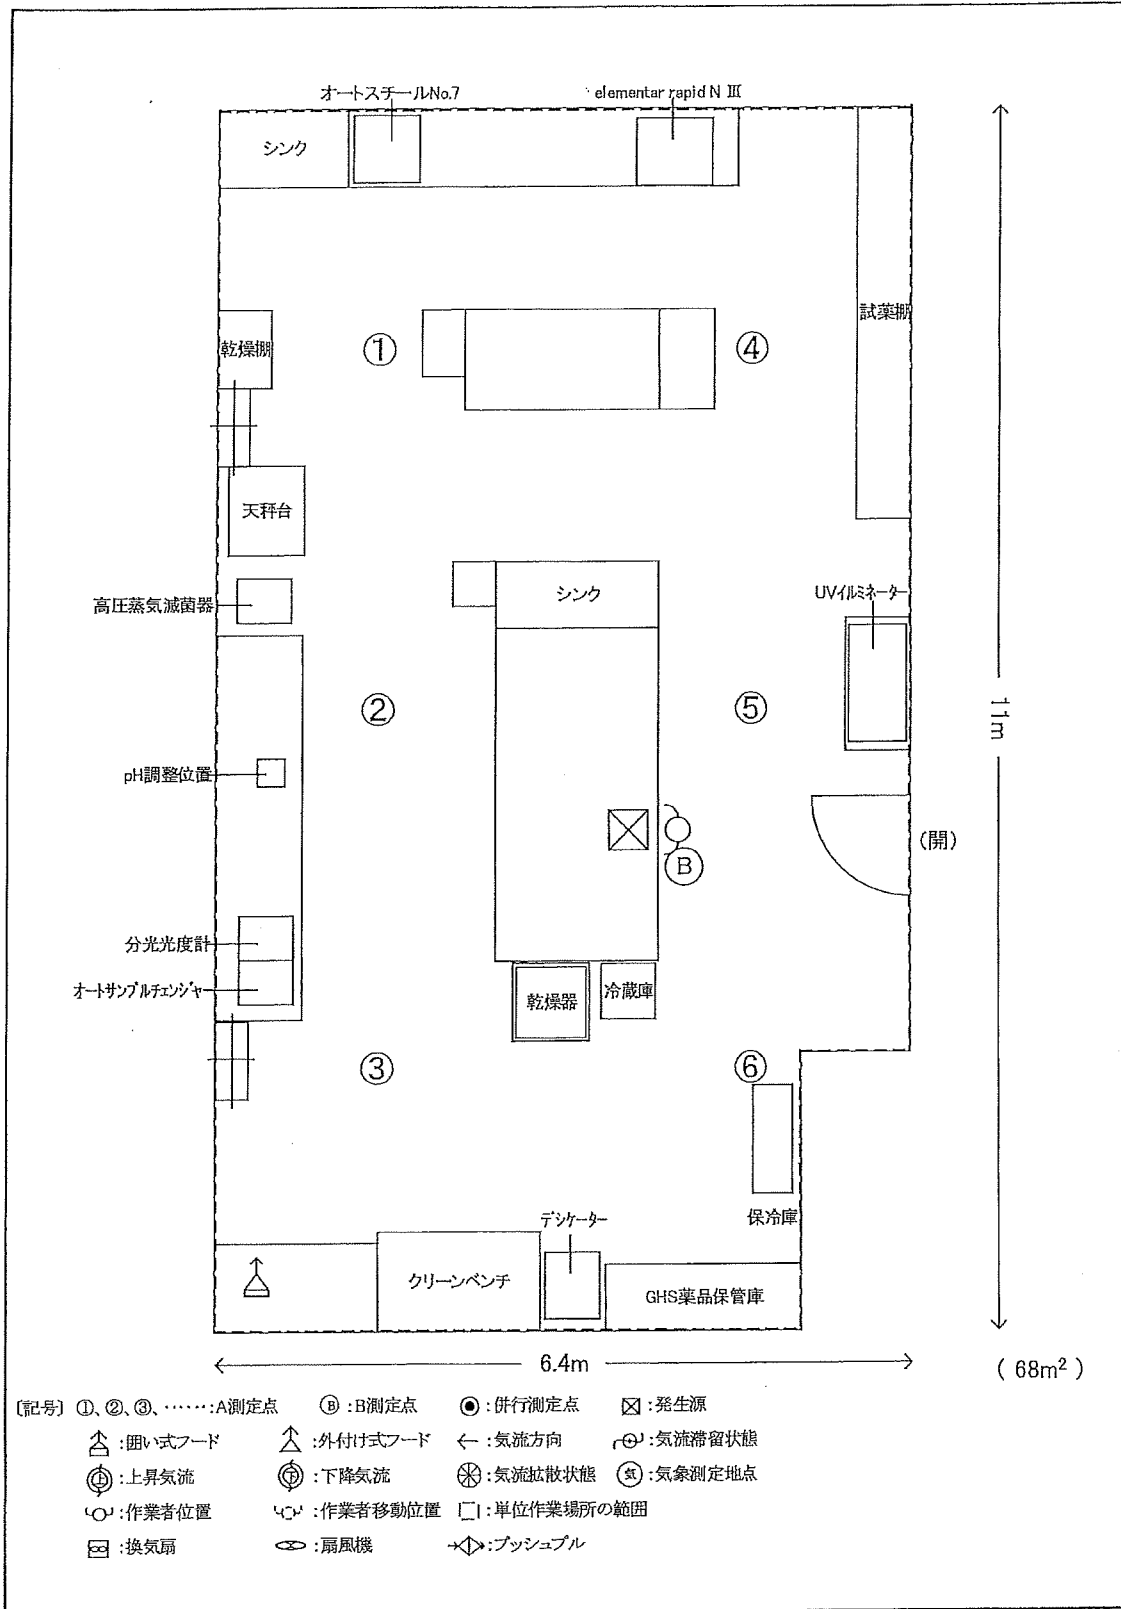 オートスチールNo.7
elementar rapid N III
シンク
試薬棚
乾燥棚
①
④
天秤台
シンク
高圧蒸気滅菌器
UVイルミネーター
②
⑤
11m
pH調整位置
(開)
B
分光光度計
オートサンプルチェンジャ
乾燥器
冷蔵庫
③
⑥
保冷庫
デシケーター
クリーンベンチ
GHS薬品保管庫
6.4m
(68m²)
〔記号〕 ①、②、③、……:A測定点 Ⓑ:B測定点 :併行測定点 :発生源
:囲い式フード :外付け式フード ←:気流方向 :気流滞留状態
上:上昇気流 下:下降気流 :気流拡散状態 気:気象測定地点
:作業者位置 :作業者移動位置 :単位作業場所の範囲
:換気扇 :扇風機 :プッシュプル